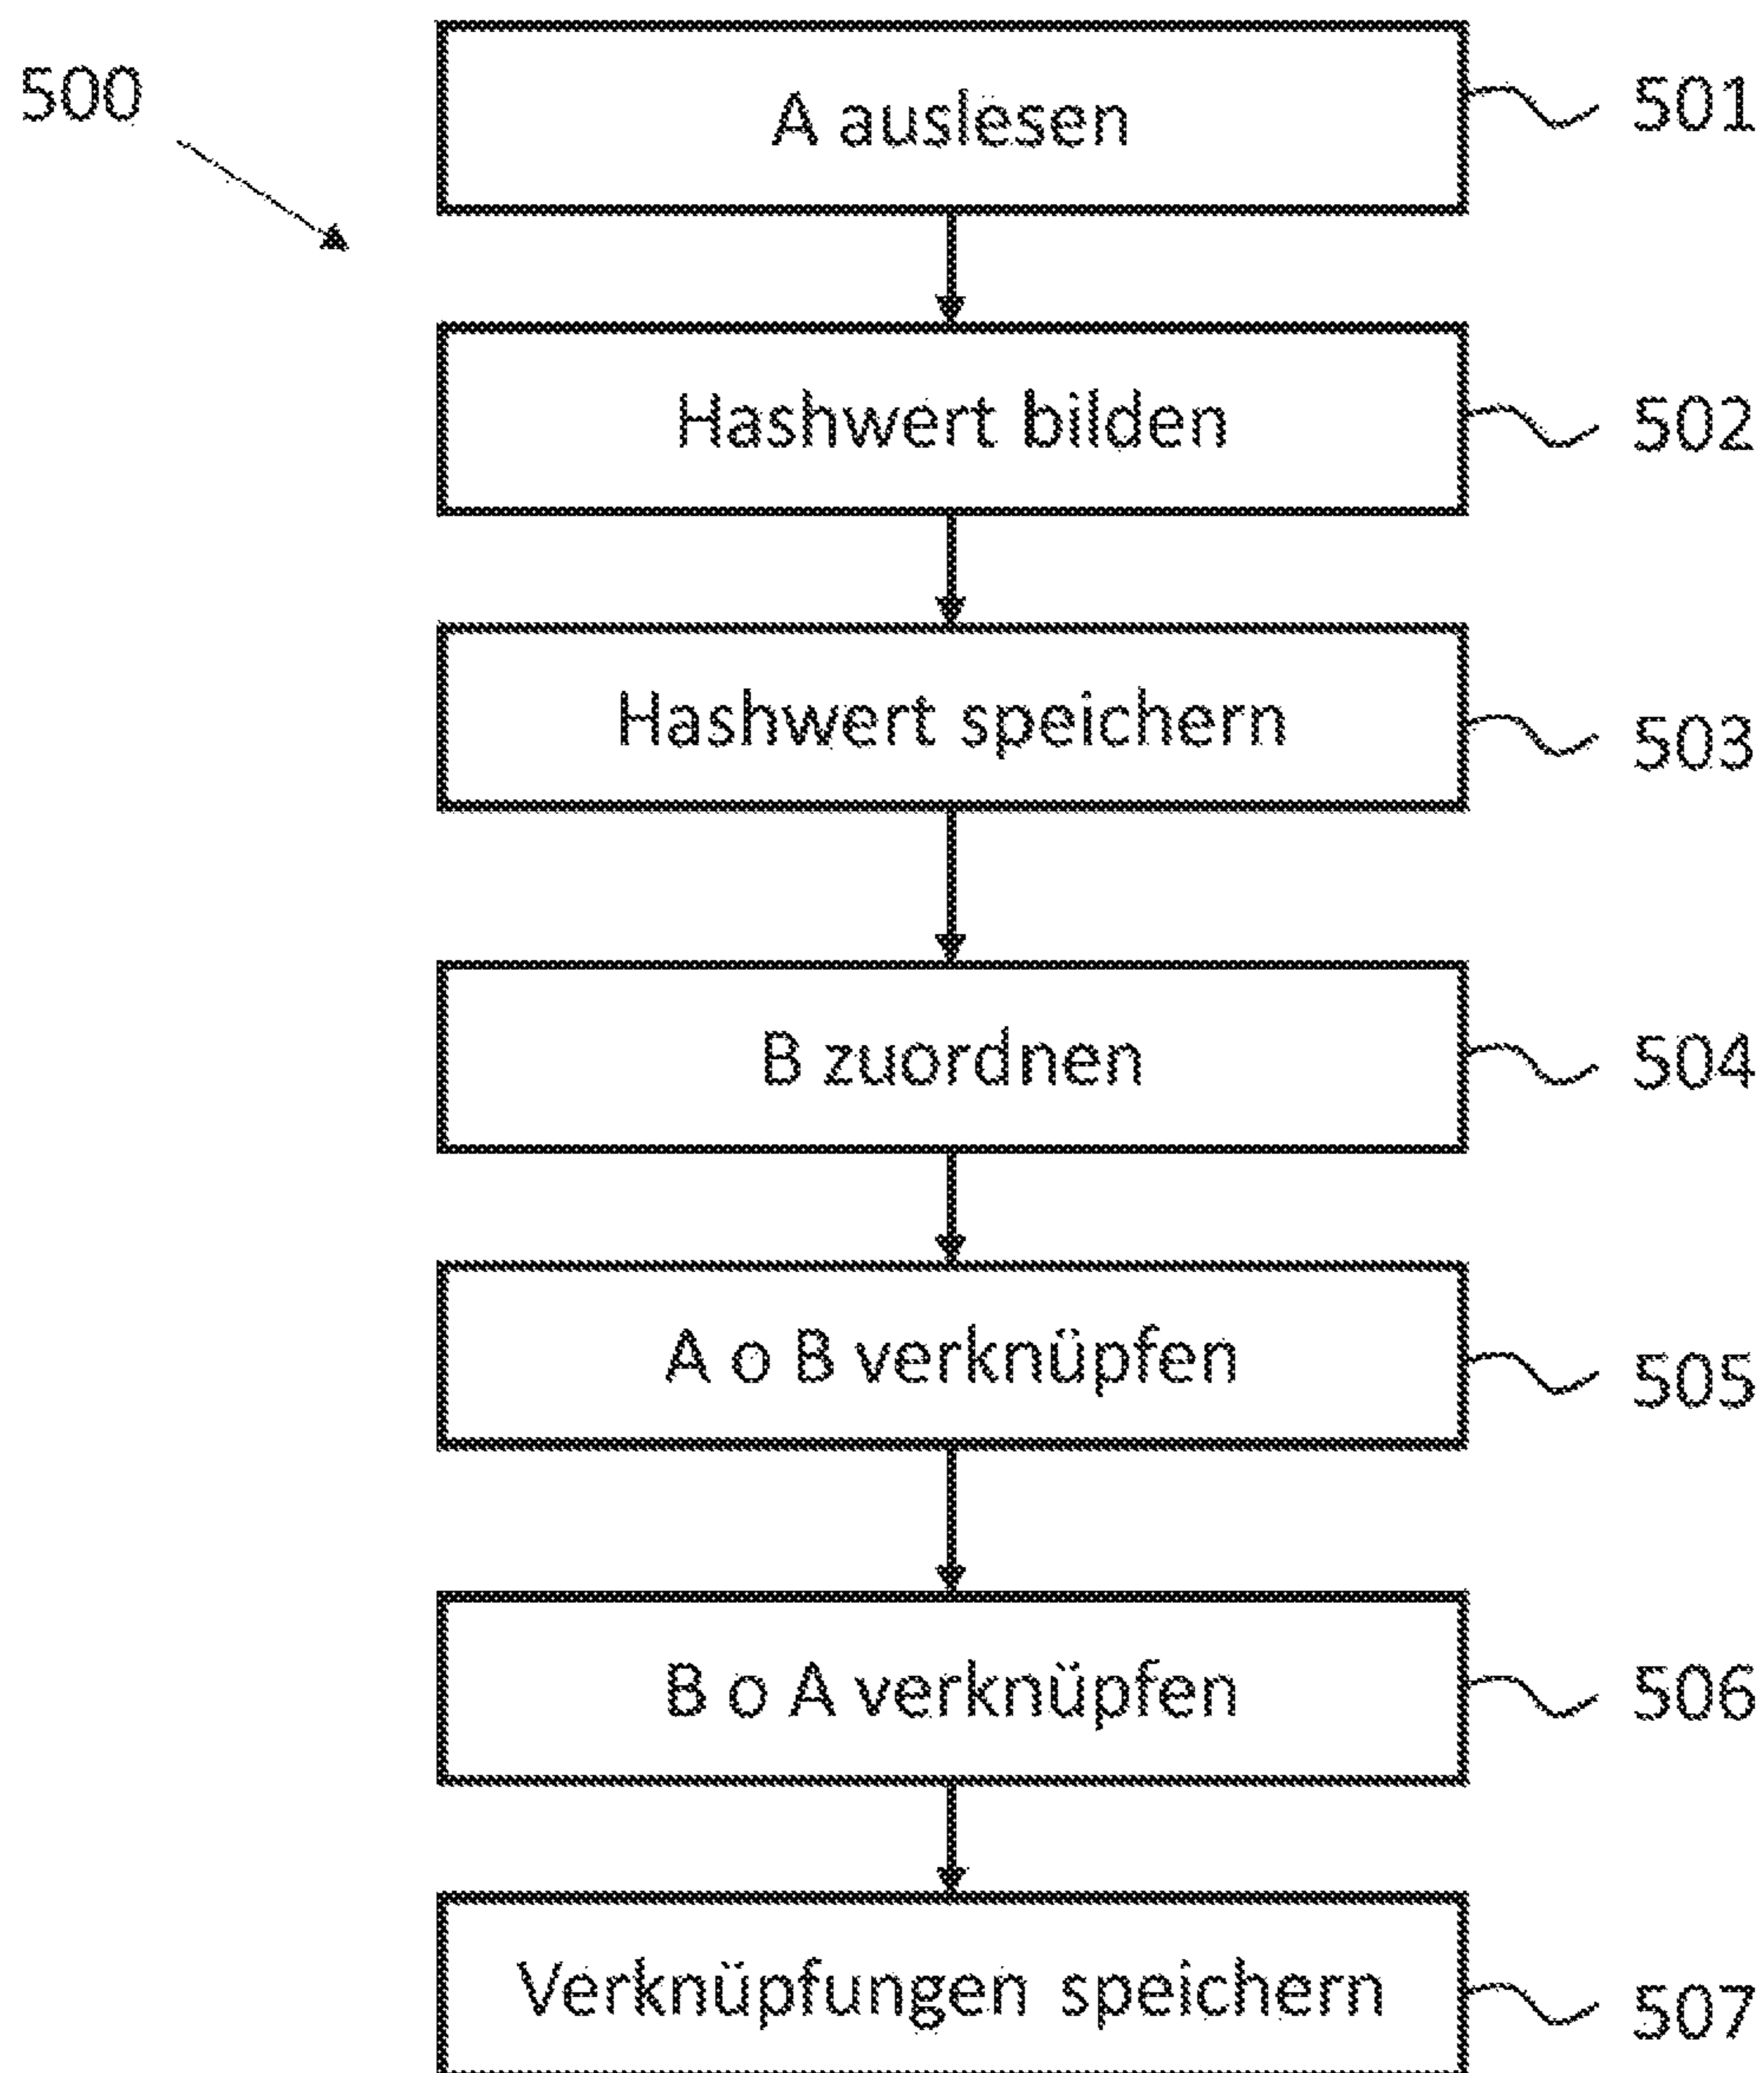 500
A auslesen 501
Hashwert bilden 502
Hashwert speichern 503
B zuordnen 504
A o B verknüpfen 505
B o A verknüpfen 506
Verknüpfungen speichern 507